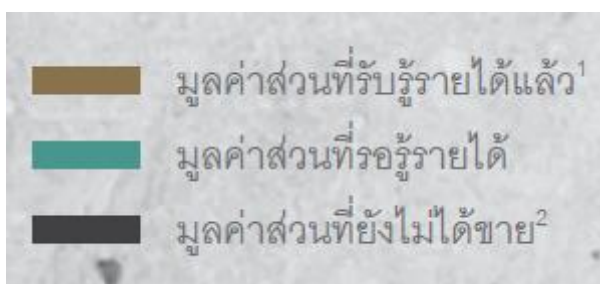 มูลค่าส่วนที่รับรู้รายได้แล้ว¹
มูลค่าส่วนที่รอรู้รายได้
มูลค่าส่วนที่ยังไม่ได้ขาย²